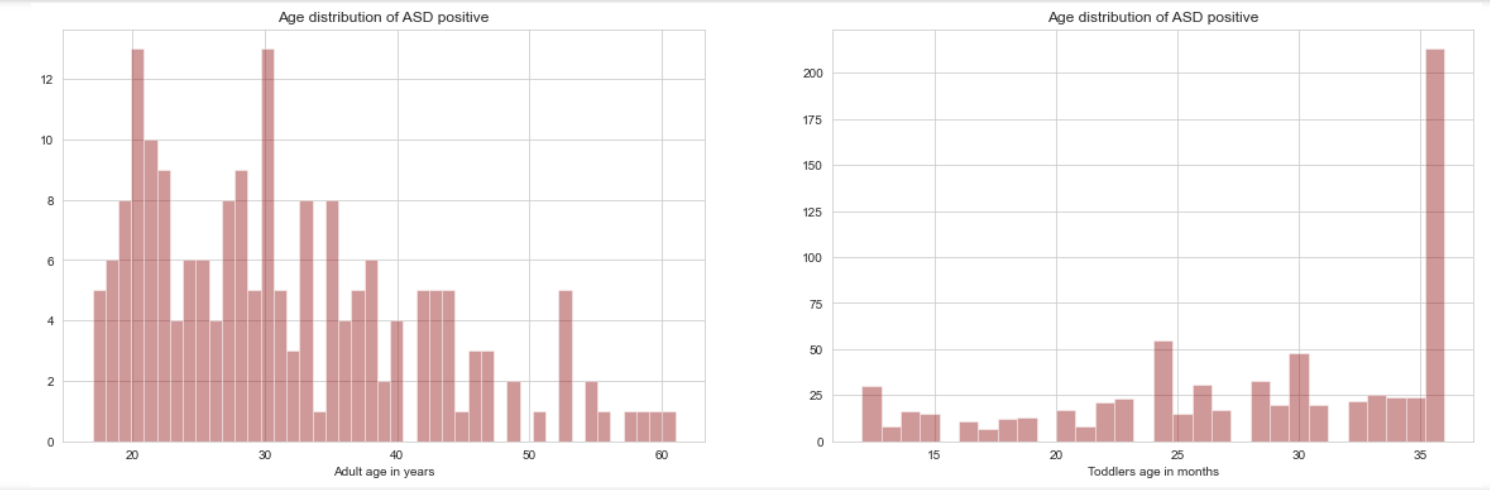 Age distribution of ASD positive
12
10
8
6
4
2
0
20 30 40 50 60
Adult age in years
Age distribution of ASD positive
200
175
150
125
100
75
50
25
0
15 20 25 30 35
Toddlers age in months